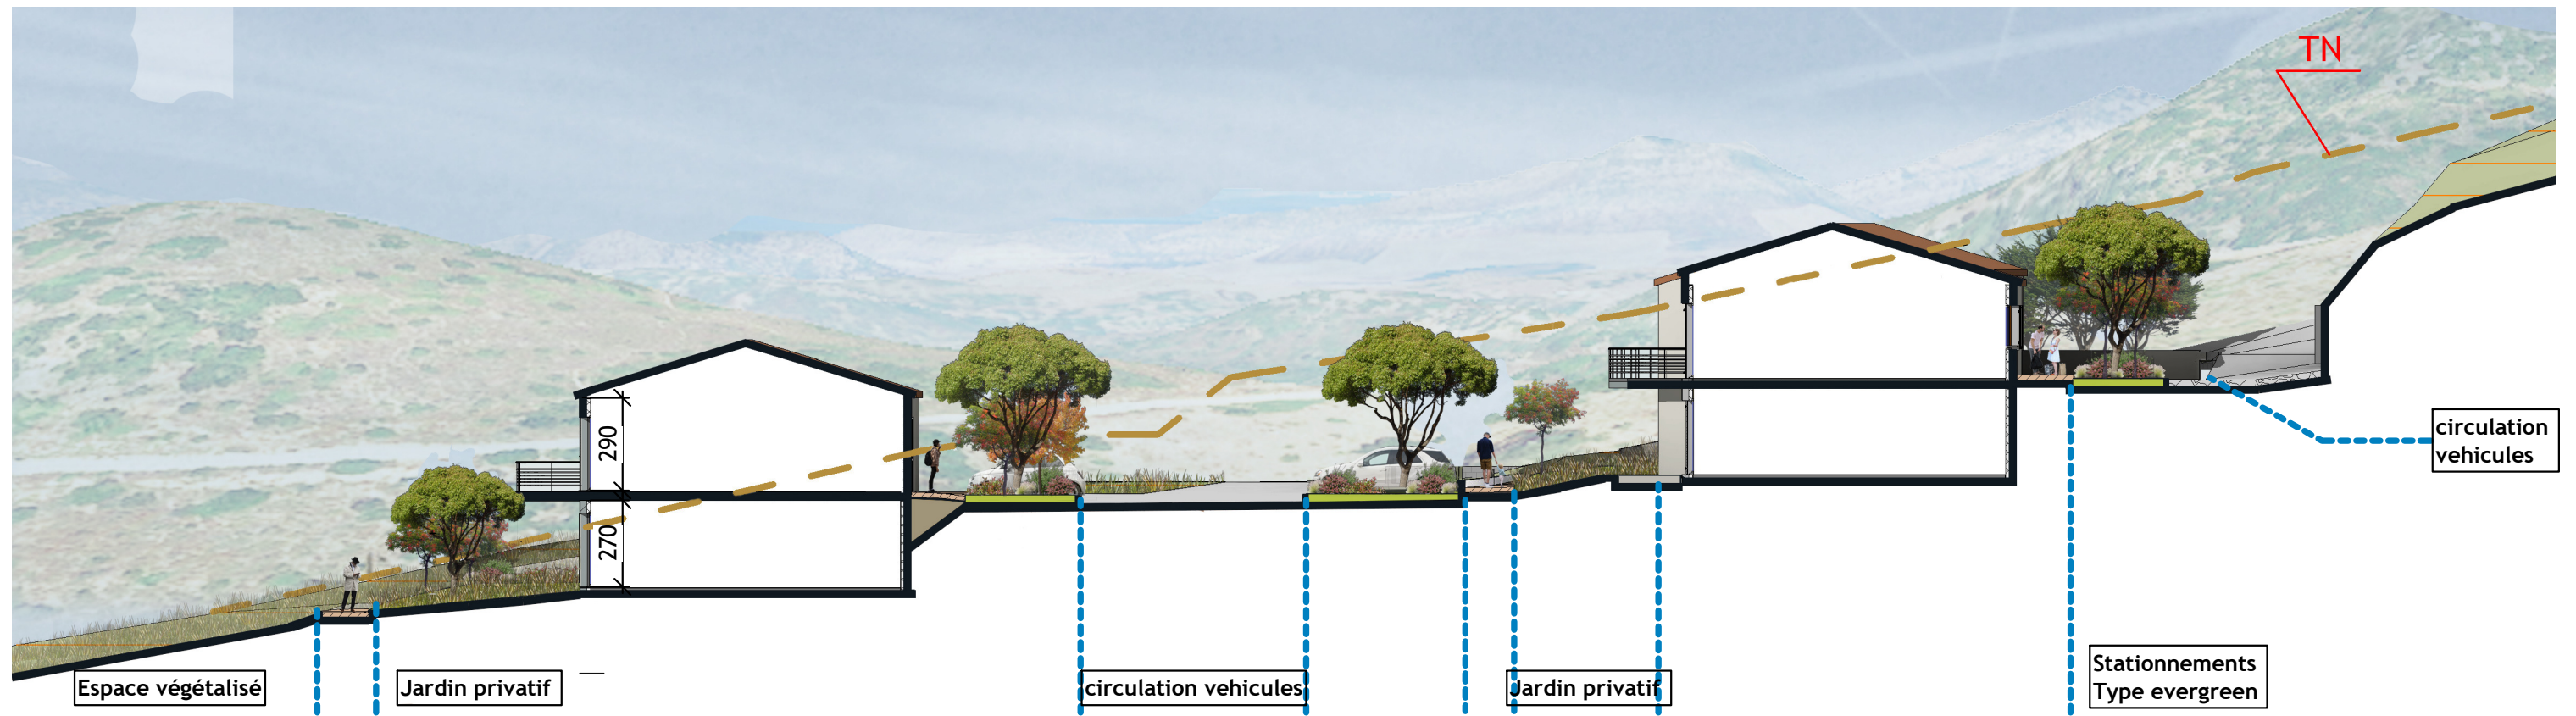 TN
290
270
circulation
vehicules
Espace végétalisé
Jardin privatif
circulation vehicules
Jardin privatif
Stationnements
Type evergreen